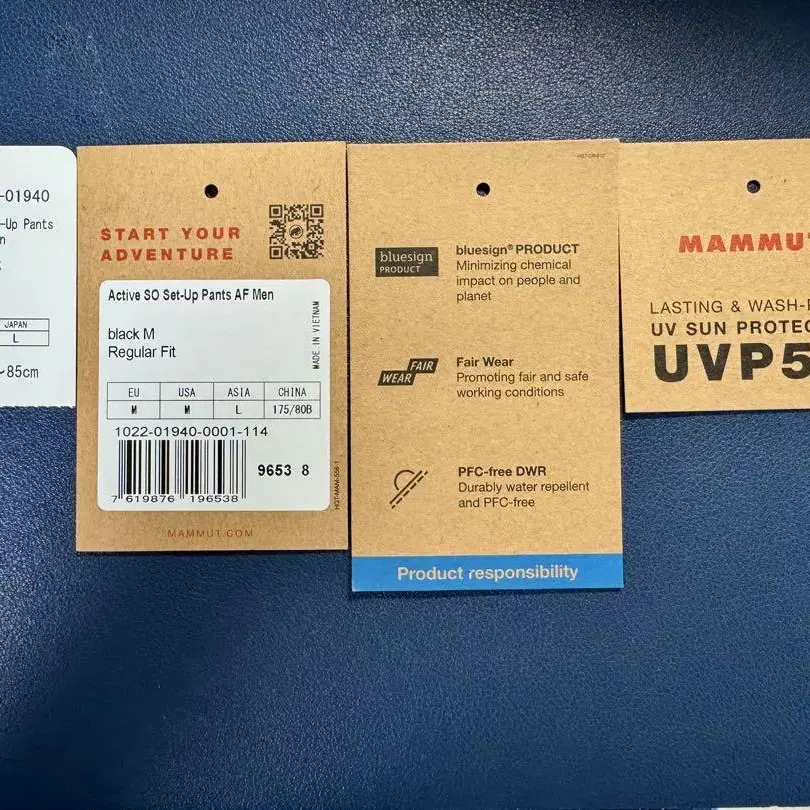 -01940
-Up Pants
JAPAN
L
~85cm
START YOUR
ADVENTURE
Active SO Set-Up Pants AF Men
black M
Regular Fit
MADE IN VIETNAM
EU USA ASIA CHINA
M M L 175/80B
1022-01940-0001-114
9653 8
7 619876 196538
HGT-MAM-558-1
MAMMUT.COM
bluesign
PRODUCT
bluesign® PRODUCT
Minimizing chemical
impact on people and
planet
FAIR
WEAR
Fair Wear
Promoting fair and safe
working conditions
PFC-free DWR
Durably water repellent
and PFC-free
Product responsibility
MAMMUT
LASTING & WASH-
UV SUN PROTEC
UVP5